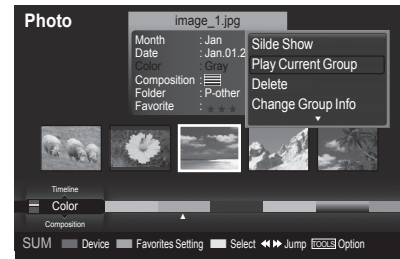 Photo
image_1.jpg
Month : Jan
Date : Jan.01.2
Color : Gray
Composition :
Folder : P-other
Favorite : ★ ★ ★
Silde Show
Play Current Group
Delete
Change Group Info
▼
Timeline
Color
Composition
▲
SUM Device Favorites Setting Select ◀◀ ▶▶ Jump TOOLS Option